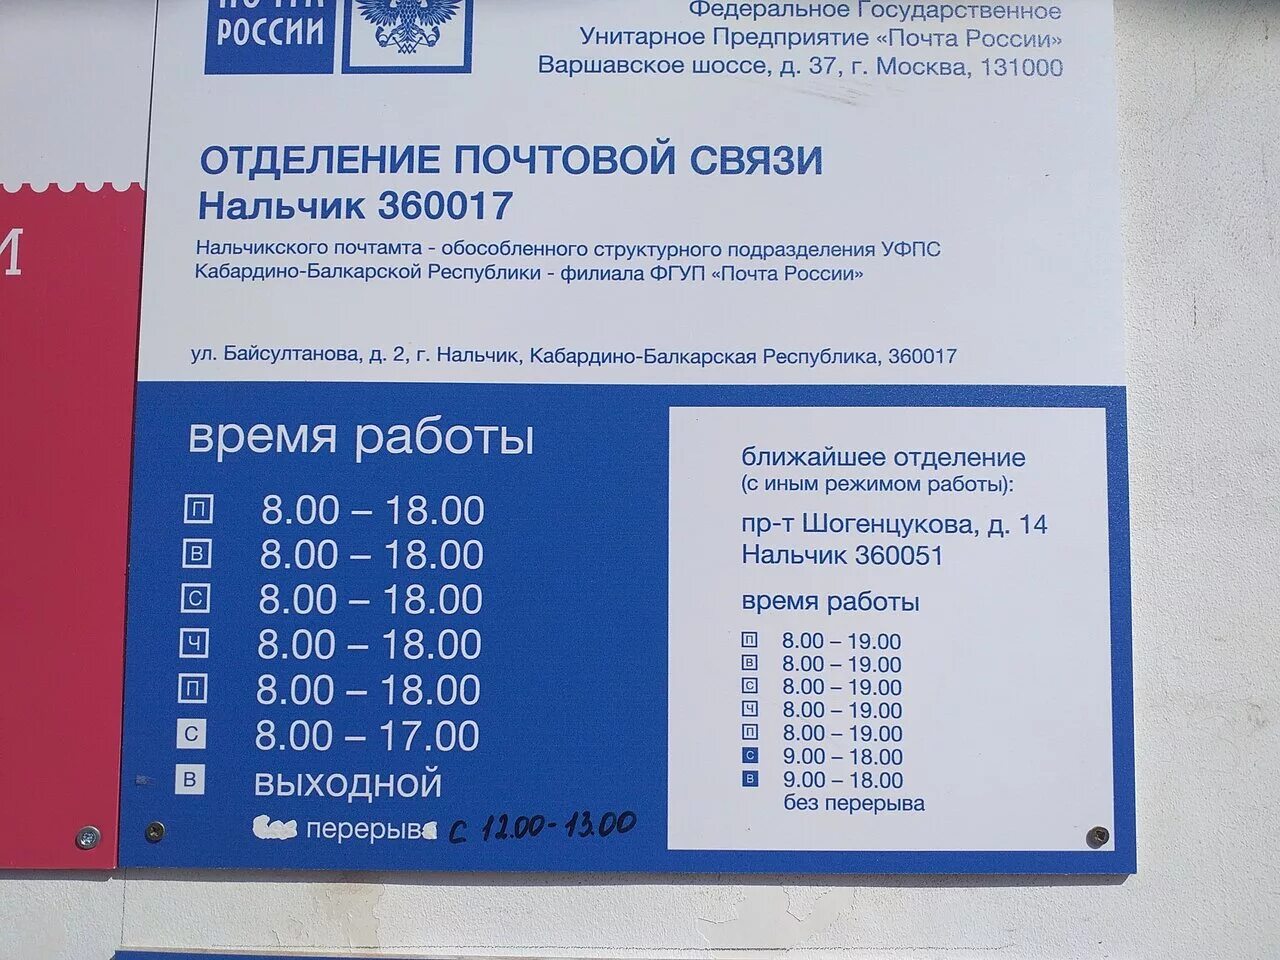 РОССИИ
Федеральное Государственное
Унитарное Предприятие «Почта России»
Варшавское шоссе, д. 37, г. Москва, 131000
ОТДЕЛЕНИЕ ПОЧТОВОЙ СВЯЗИ
Нальчик 360017
Нальчикского почтамта - обособленного структурного подразделения УФПС
Кабардино-Балкарской Республики - филиала ФГУП «Почта России»
ул. Байсултанова, д. 2, г. Нальчик, Кабардино-Балкарская Республика, 360017
время работы
П 8.00 – 18.00
В 8.00 – 18.00
С 8.00 – 18.00
Ч 8.00 – 18.00
П 8.00 – 18.00
С 8.00 – 17.00
В выходной
перерыв с 12.00-13.00
ближайшее отделение
(с иным режимом работы):
пр-т Шогенцукова, д. 14
Нальчик 360051
время работы
П 8.00 – 19.00
В 8.00 – 19.00
С 8.00 – 19.00
Ч 8.00 – 19.00
П 8.00 – 19.00
С 9.00 – 18.00
В 9.00 – 18.00
без перерыва